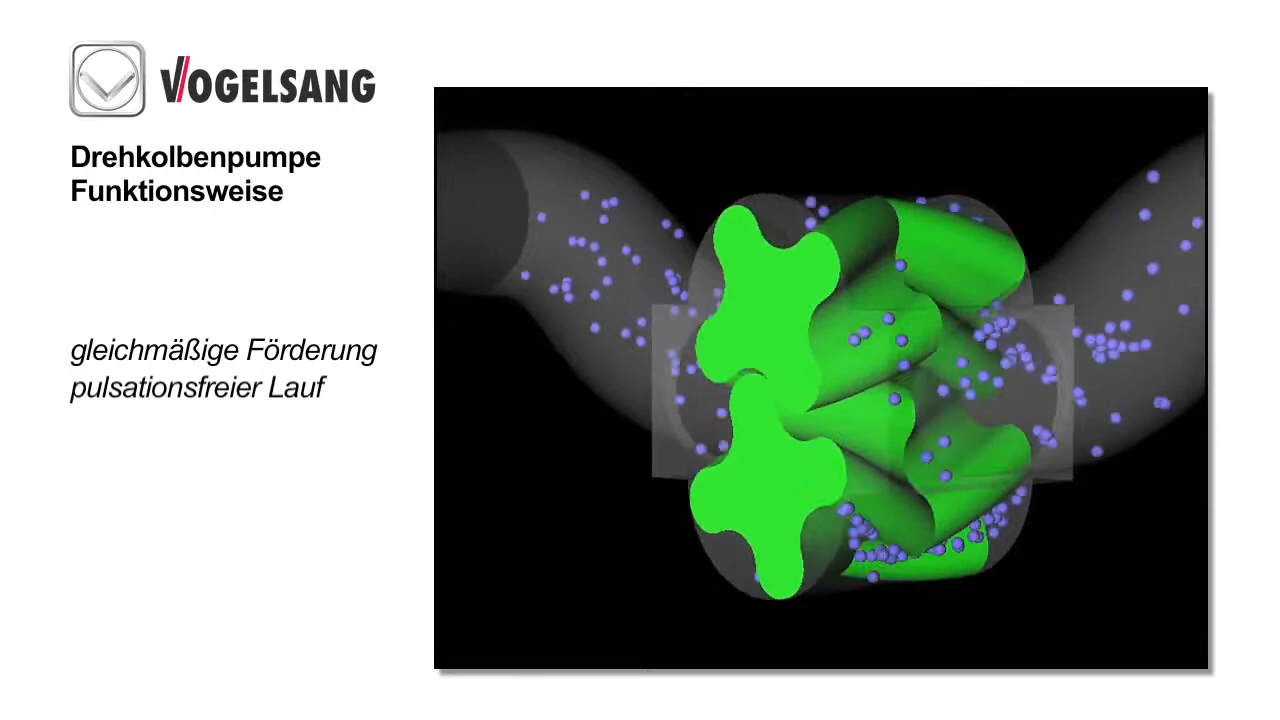 VOGELSANG
Drehkolbenpumpe
Funktionsweise
gleichmäßige Förderung
pulsationsfreier Lauf